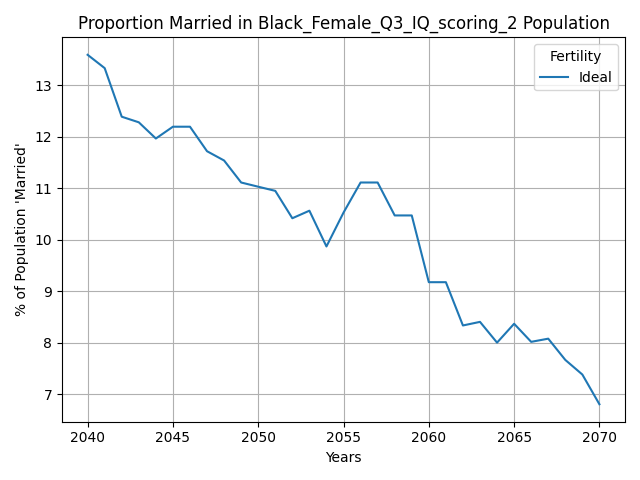 Proportion Married in Black_Female_Q3_IQ_scoring_2 Population
Fertility
Ideal
% of Population 'Married'
13
12
11
10
9
8
7
2040
2045
2050
2055
2060
2065
2070
Years